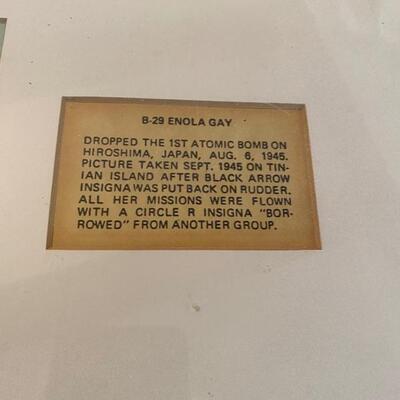 B-29 ENOLA GAY
DROPPED THE 1ST ATOMIC BOMB ON
HIROSHIMA, JAPAN, AUG. 6, 1945.
PICTURE TAKEN SEPT. 1945 ON TIN-
IAN ISLAND AFTER BLACK ARROW
INSIGNA WAS PUT BACK ON RUDDER.
ALL HER MISSIONS WERE FLOWN
WITH A CIRCLE R INSIGNA "BOR-
ROWED" FROM ANOTHER GROUP.